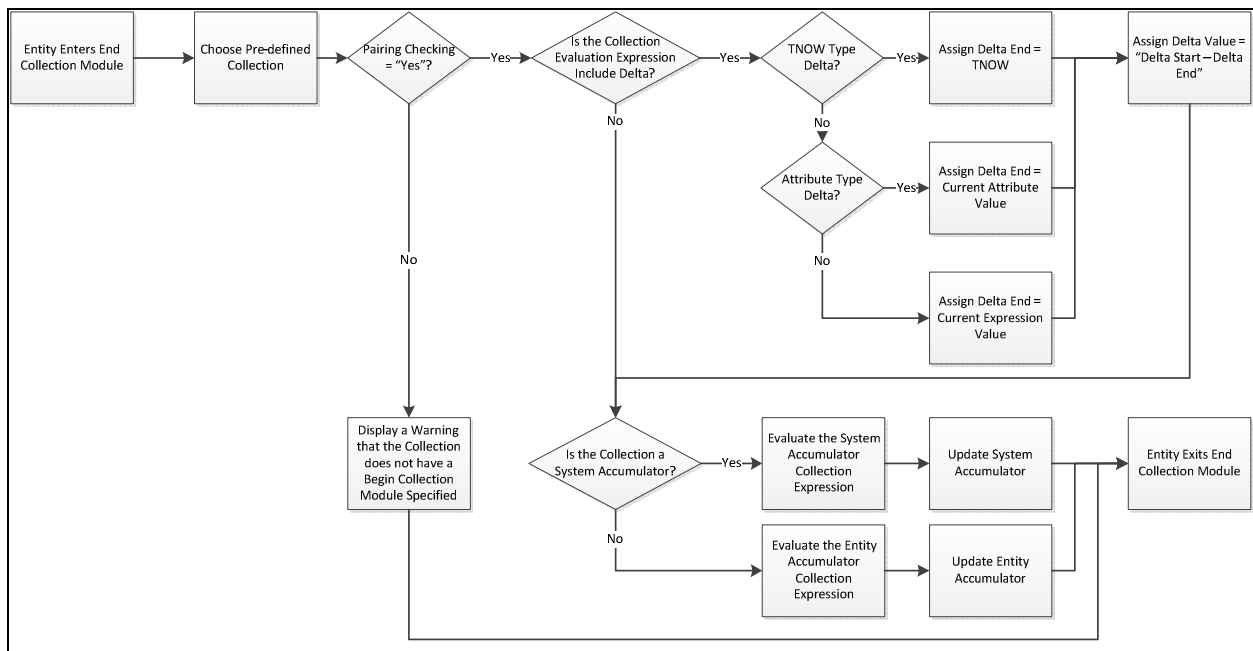 Entity Enters End
Collection Module
Choose Pre-defined
Collection
Pairing Checking
= "Yes"?
Yes
Is the Collection
Evaluation Expression
Include Delta?
Yes
TNOW Type
Delta?
Yes
Assign Delta End =
TNOW
Assign Delta Value =
"Delta Start – Delta
End"
No
No
Attribute Type
Delta?
Yes
Assign Delta End =
Current Attribute
Value
No
No
Assign Delta End =
Current Expression
Value
Display a Warning
that the Collection
does not have a
Begin Collection
Module Specified
Is the Collection a
System Accumulator?
Yes
Evaluate the System
Accumulator
Collection
Expression
Update System
Accumulator
Entity Exits End
Collection Module
No
Evaluate the Entity
Accumulator
Collection
Expression
Update Entity
Accumulator